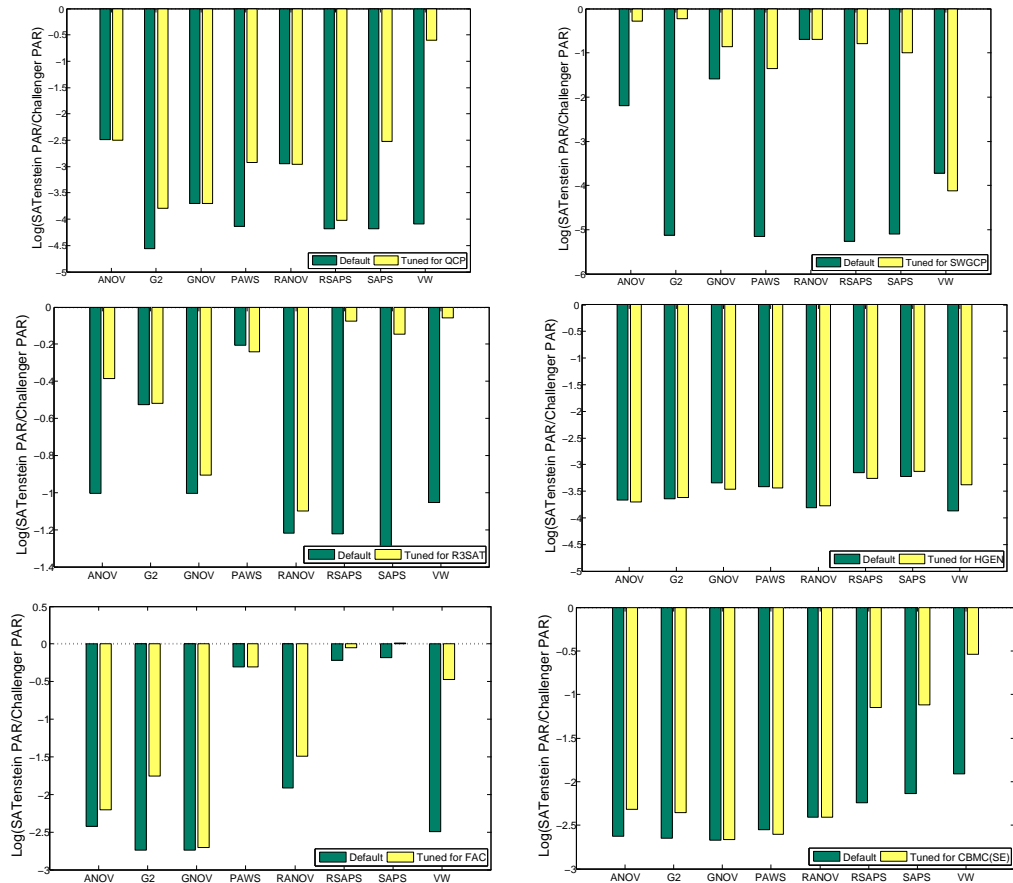 0
−0.5
−1
−1.5
−2
−2.5
−3
−3.5
−4
−4.5
−5
Log(SATenstein PAR/Challenger PAR)
ANOV G2 GNOV PAWS RANOV RSAPS SAPS VW
Default Tuned for QCP
0
−1
−2
−3
−4
−5
−6
Log(SATenstein PAR/Challenger PAR)
ANOV G2 GNOV PAWS RANOV RSAPS SAPS VW
Default Tuned for SWGCP
0
−0.2
−0.4
−0.6
−0.8
−1
−1.2
−1.4
Log(SATenstein PAR/Challenger PAR)
ANOV G2 GNOV PAWS RANOV RSAPS SAPS VW
Default Tuned for R3SAT
0
−0.5
−1
−1.5
−2
−2.5
−3
−3.5
−4
−4.5
−5
Log(SATenstein PAR/Challenger PAR)
ANOV G2 GNOV PAWS RANOV RSAPS SAPS VW
Default Tuned for HGEN
0.5
0
−0.5
−1
−1.5
−2
−2.5
−3
Log(SATenstein PAR/Challenger PAR)
ANOV G2 GNOV PAWS RANOV RSAPS SAPS VW
Default Tuned for FAC
0
−0.5
−1
−1.5
−2
−2.5
−3
Log(SATenstein PAR/Challenger PAR)
ANOV G2 GNOV PAWS RANOV RSAPS SAPS VW
Default Tuned for CBMC(SE)